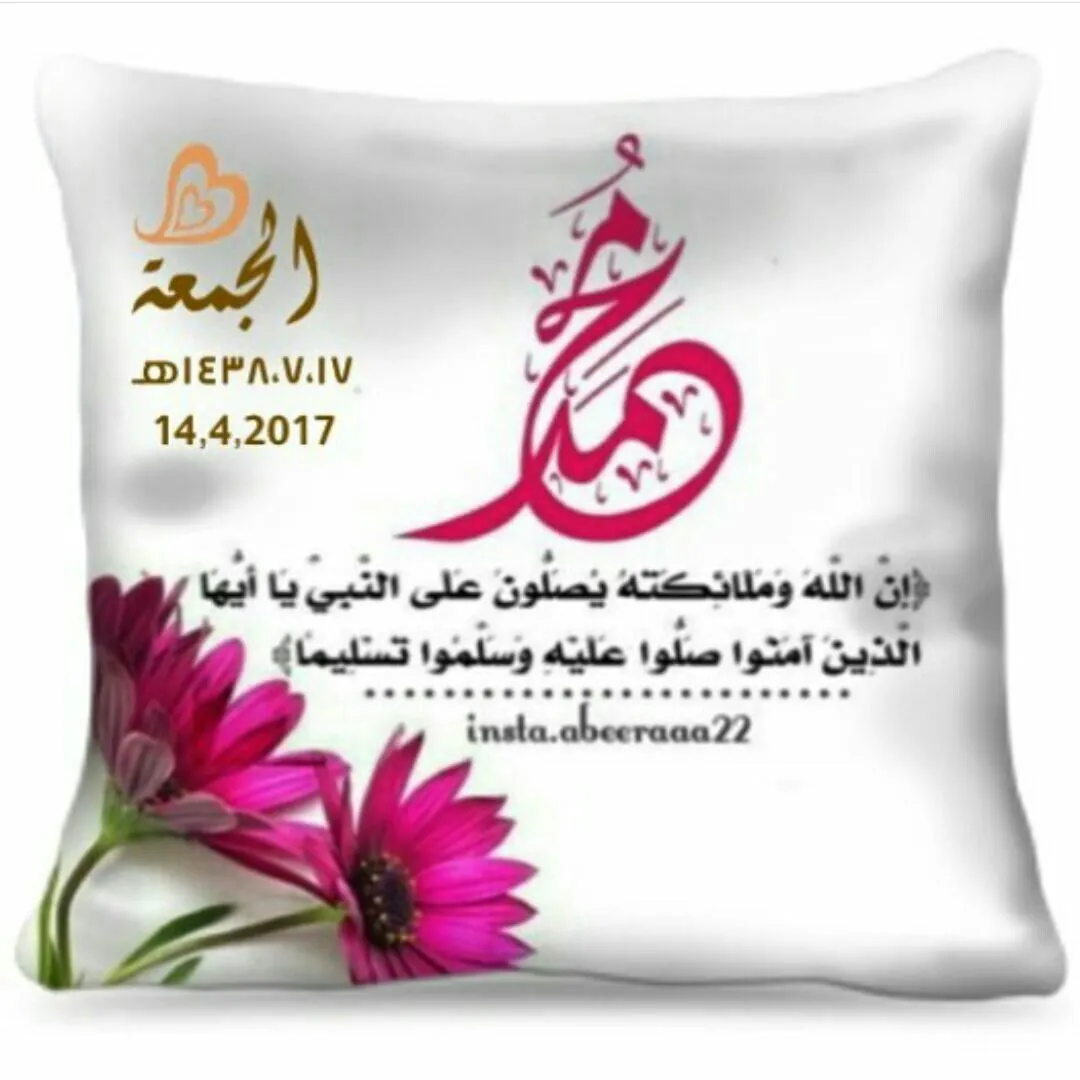 الجمعة
١٤٣٨.٧.١٧هـ
14,4,2017
مُحَمَّد
﴿إِنَّ اللَّهَ وَمَلَائِكَتَهُ يُصَلُّونَ عَلَى النَّبِيِّ يَا أَيُّهَا
الَّذِينَ آمَنُوا صَلُّوا عَلَيْهِ وَسَلِّمُوا تَسْلِيمًا﴾
insta.abeeraaa22